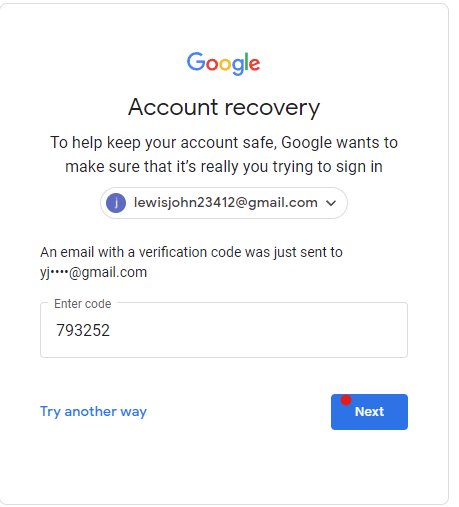 Google
Account recovery
To help keep your account safe, Google wants to
make sure that it's really you trying to sign in
j lewisjohn23412@gmail.com
An email with a verification code was just sent to
yj••••@gmail.com
Enter code
793252
Try another way
Next